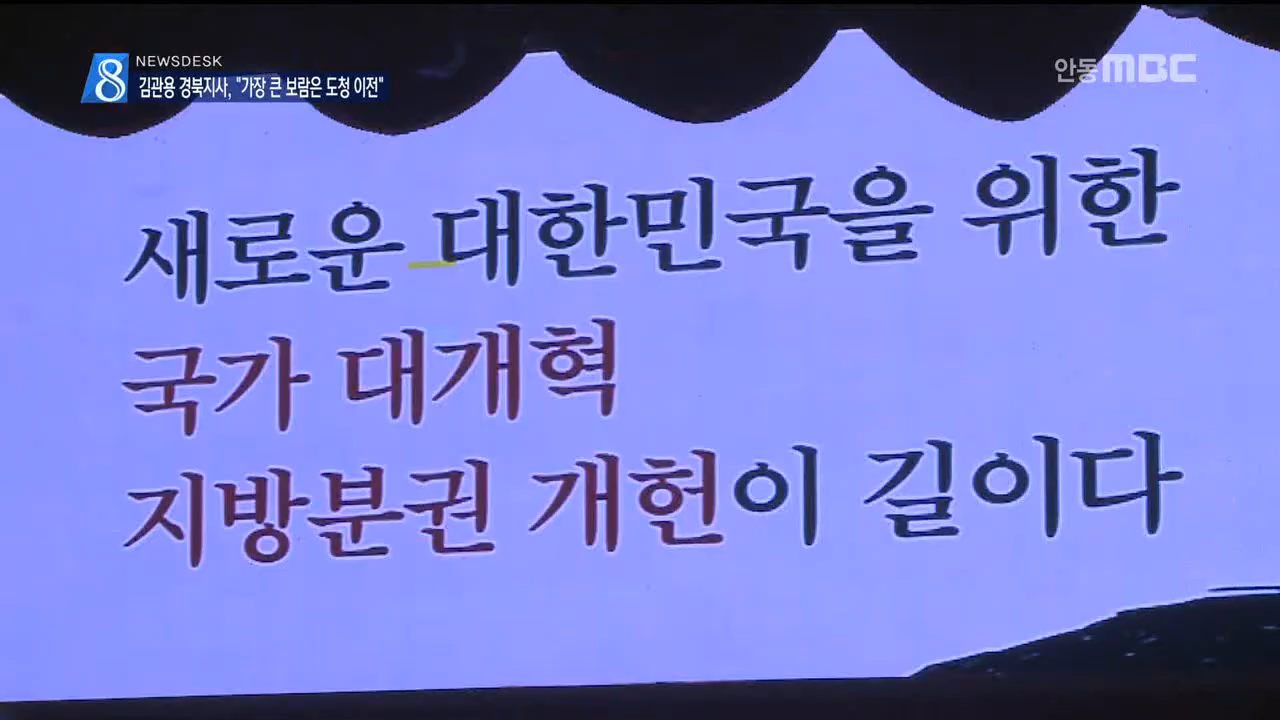 8 NEWSDESK
김관용 경북지사, "가장 큰 보람은 도청 이전"
안동MBC
새로운 대한민국을 위한
국가 대개혁
지방분권 개헌이 길이다